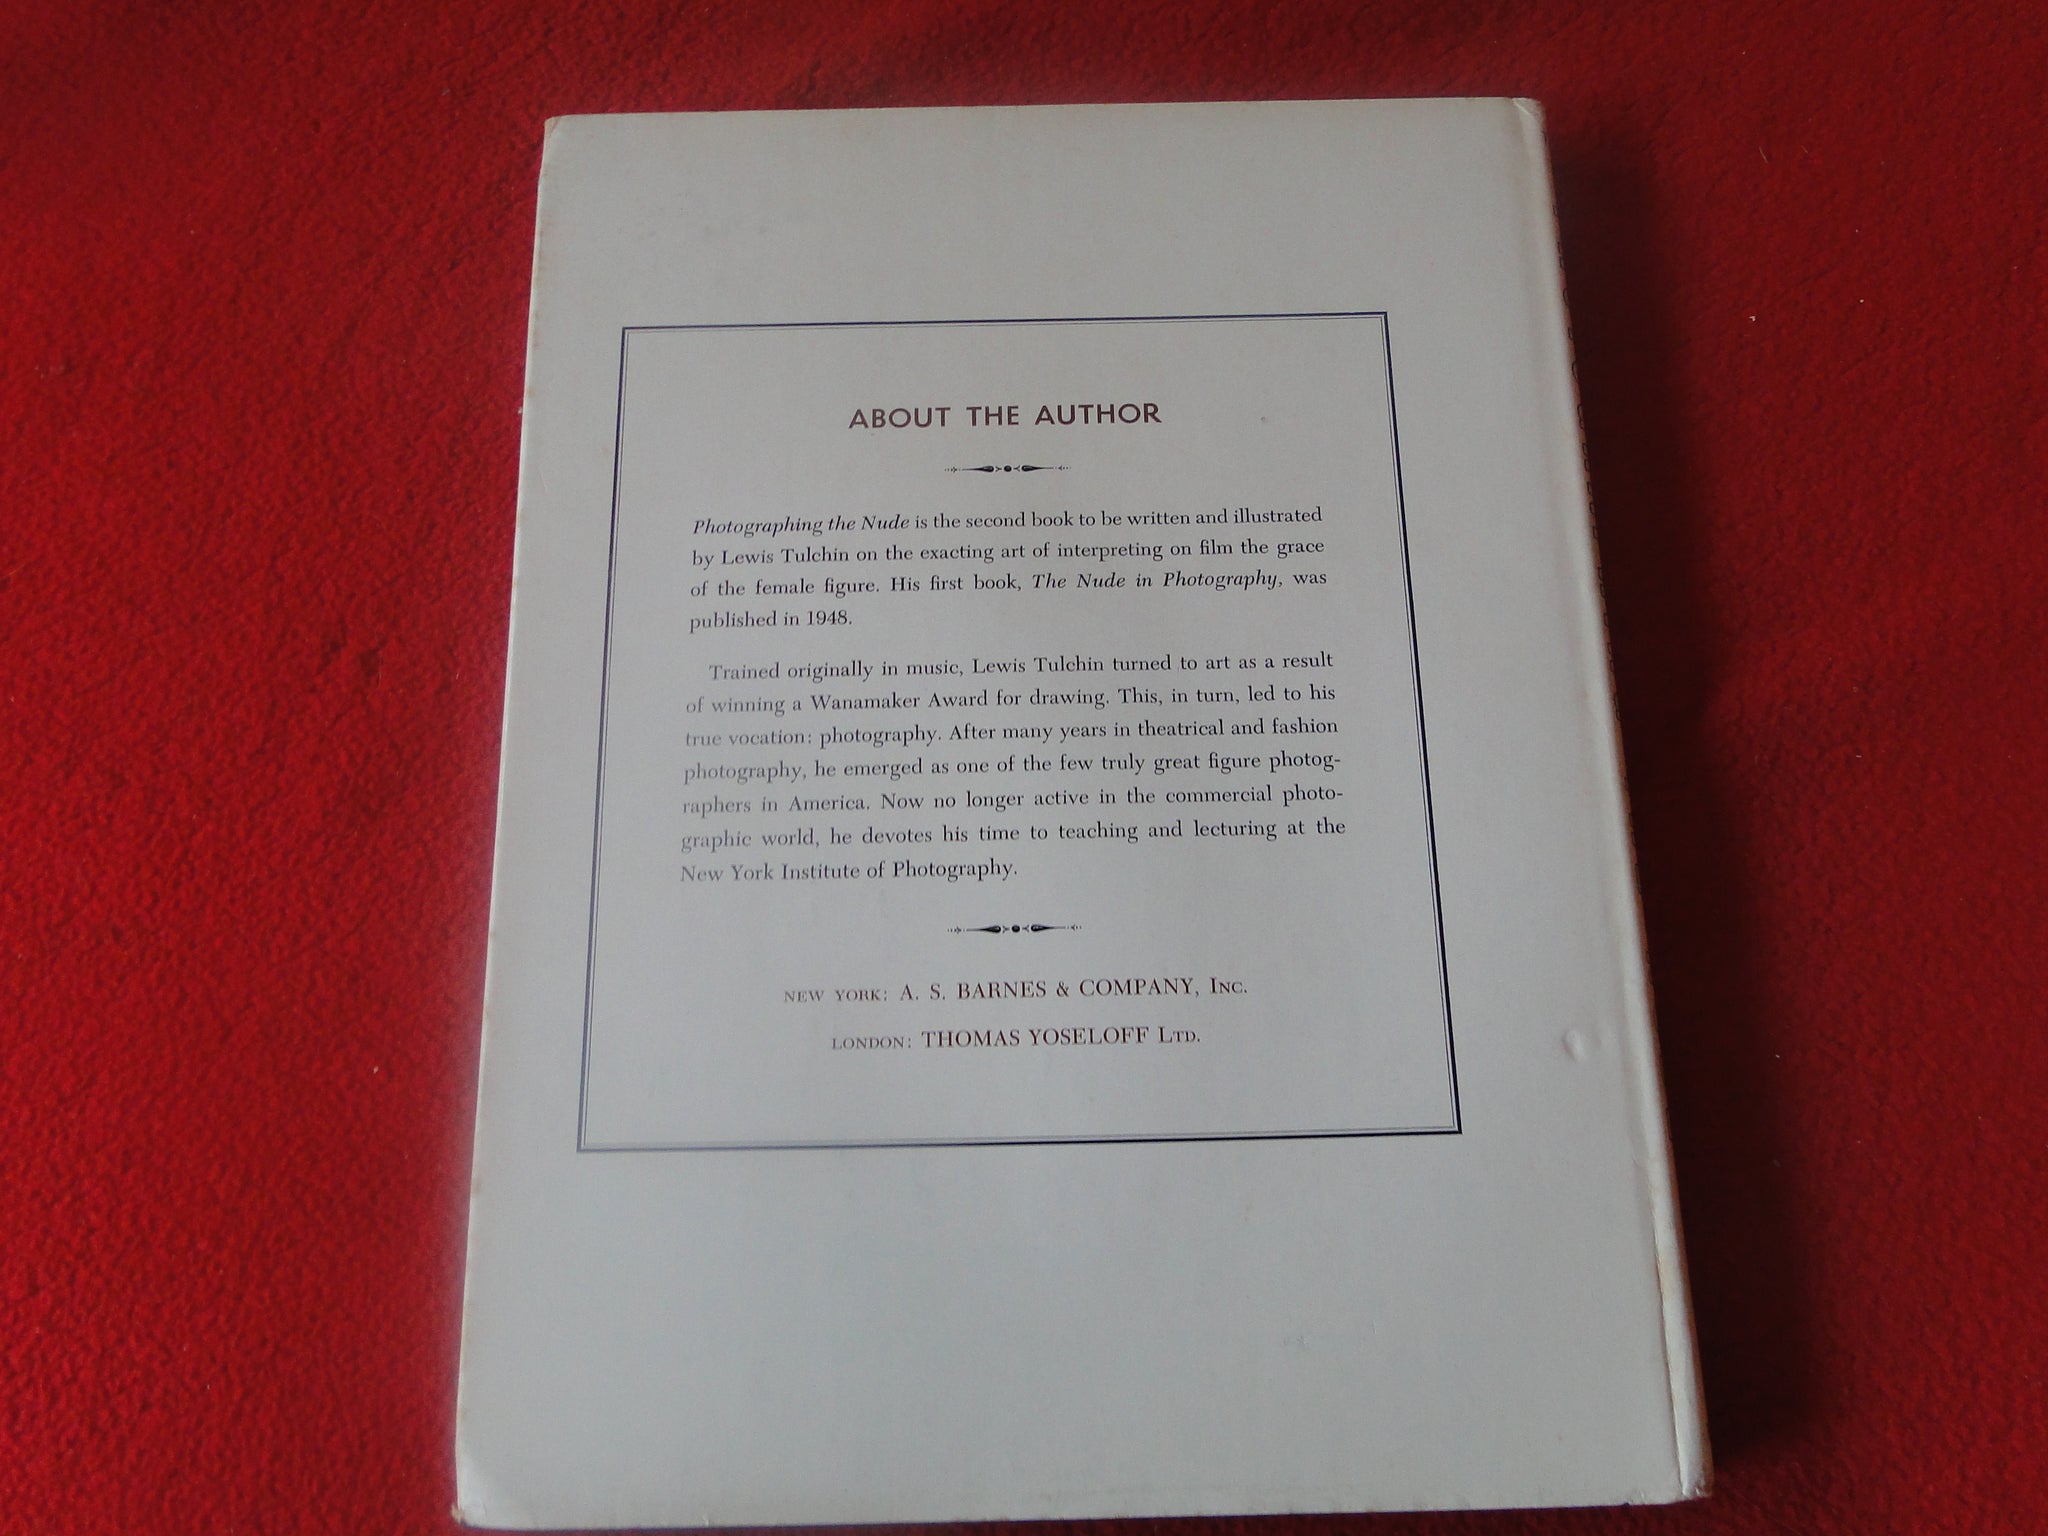 ABOUT THE AUTHOR
Photographing the Nude is the second book to be written and illustrated
by Lewis Tulchin on the exacting art of interpreting on film the grace
of the female figure. His first book, The Nude in Photography, was
published in 1948.
Trained originally in music, Lewis Tulchin turned to art as a result
of winning a Wanamaker Award for drawing. This, in turn, led to his
true vocation: photography. After many years in theatrical and fashion
photography, he emerged as one of the few truly great figure photog-
raphers in America. Now no longer active in the commercial photo-
graphic world, he devotes his time to teaching and lecturing at the
New York Institute of Photography.
NEW YORK: A. S. BARNES & COMPANY, INC.
LONDON: THOMAS YOSELOFF LTD.